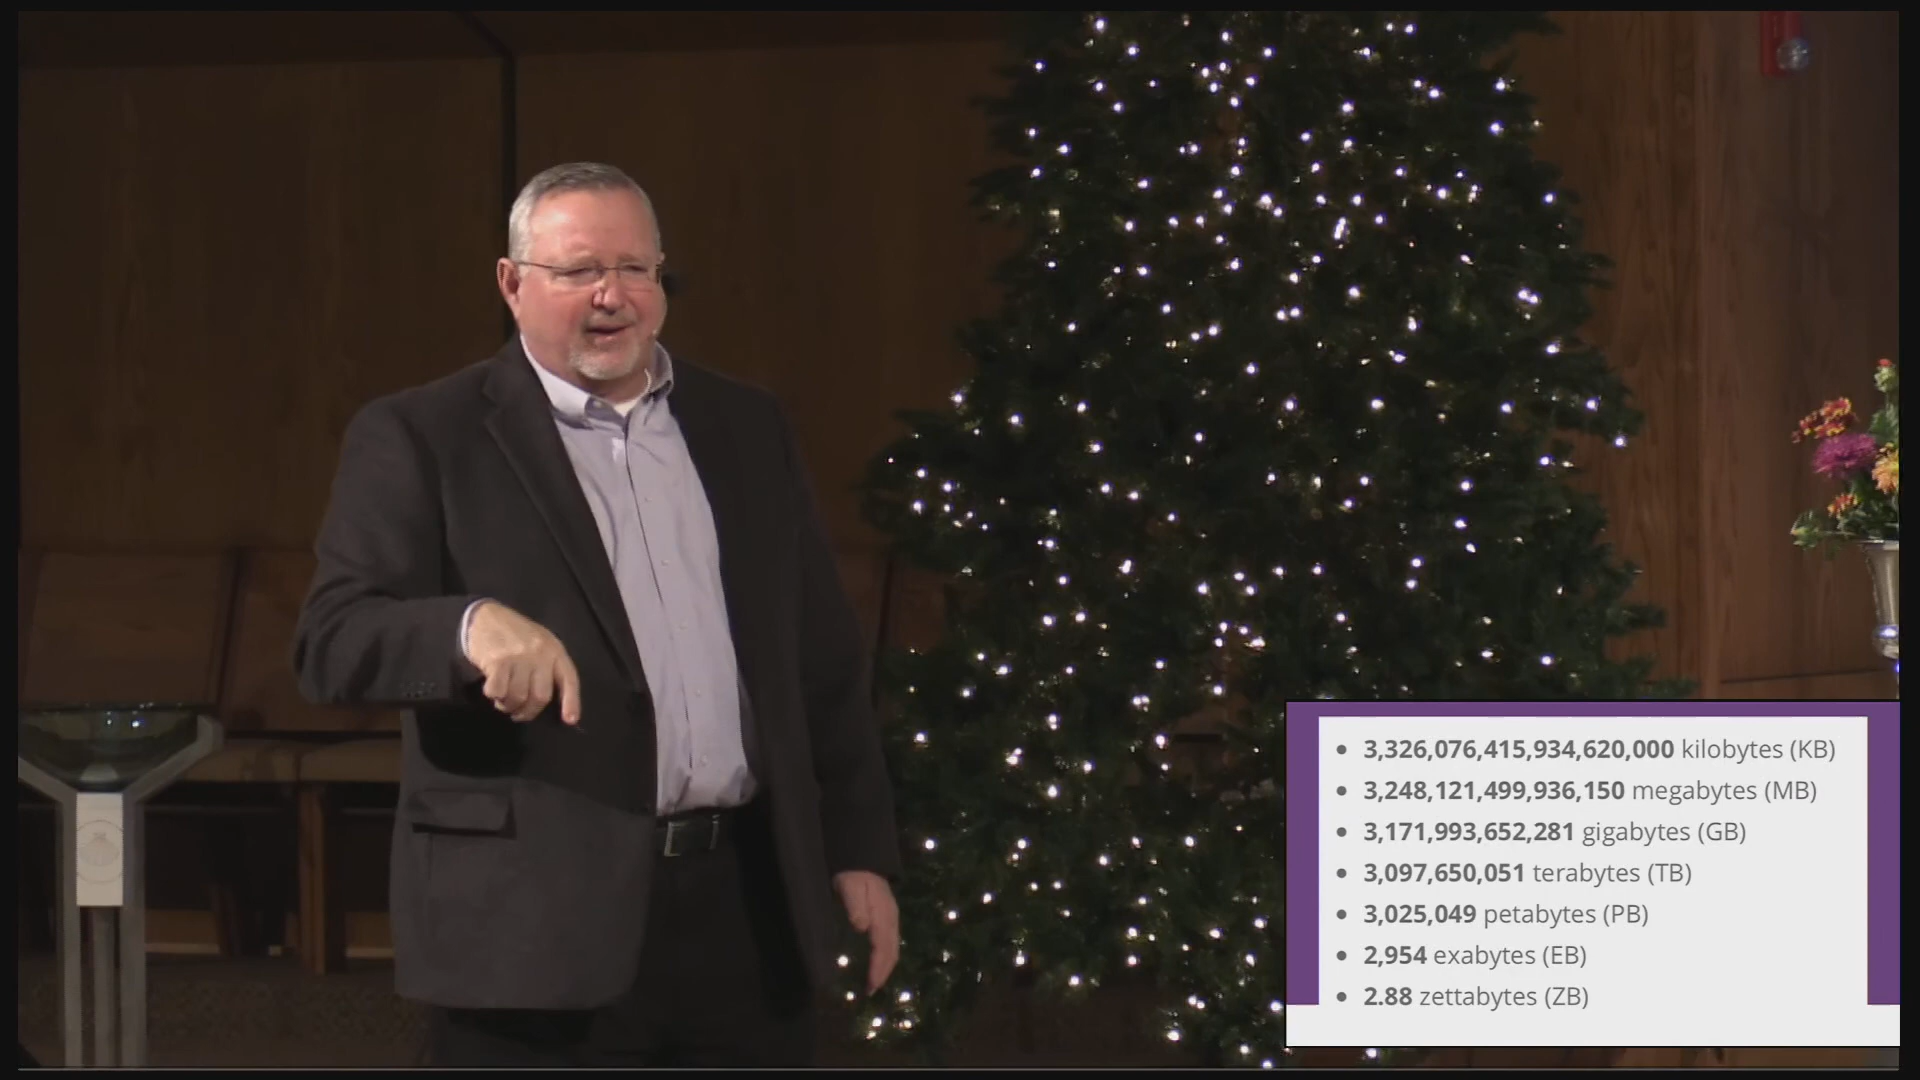 • 3,326,076,415,934,620,000 kilobytes (KB)
• 3,248,121,499,936,150 megabytes (MB)
• 3,171,993,652,281 gigabytes (GB)
• 3,097,650,051 terabytes (TB)
• 3,025,049 petabytes (PB)
• 2,954 exabytes (EB)
• 2.88 zettabytes (ZB)